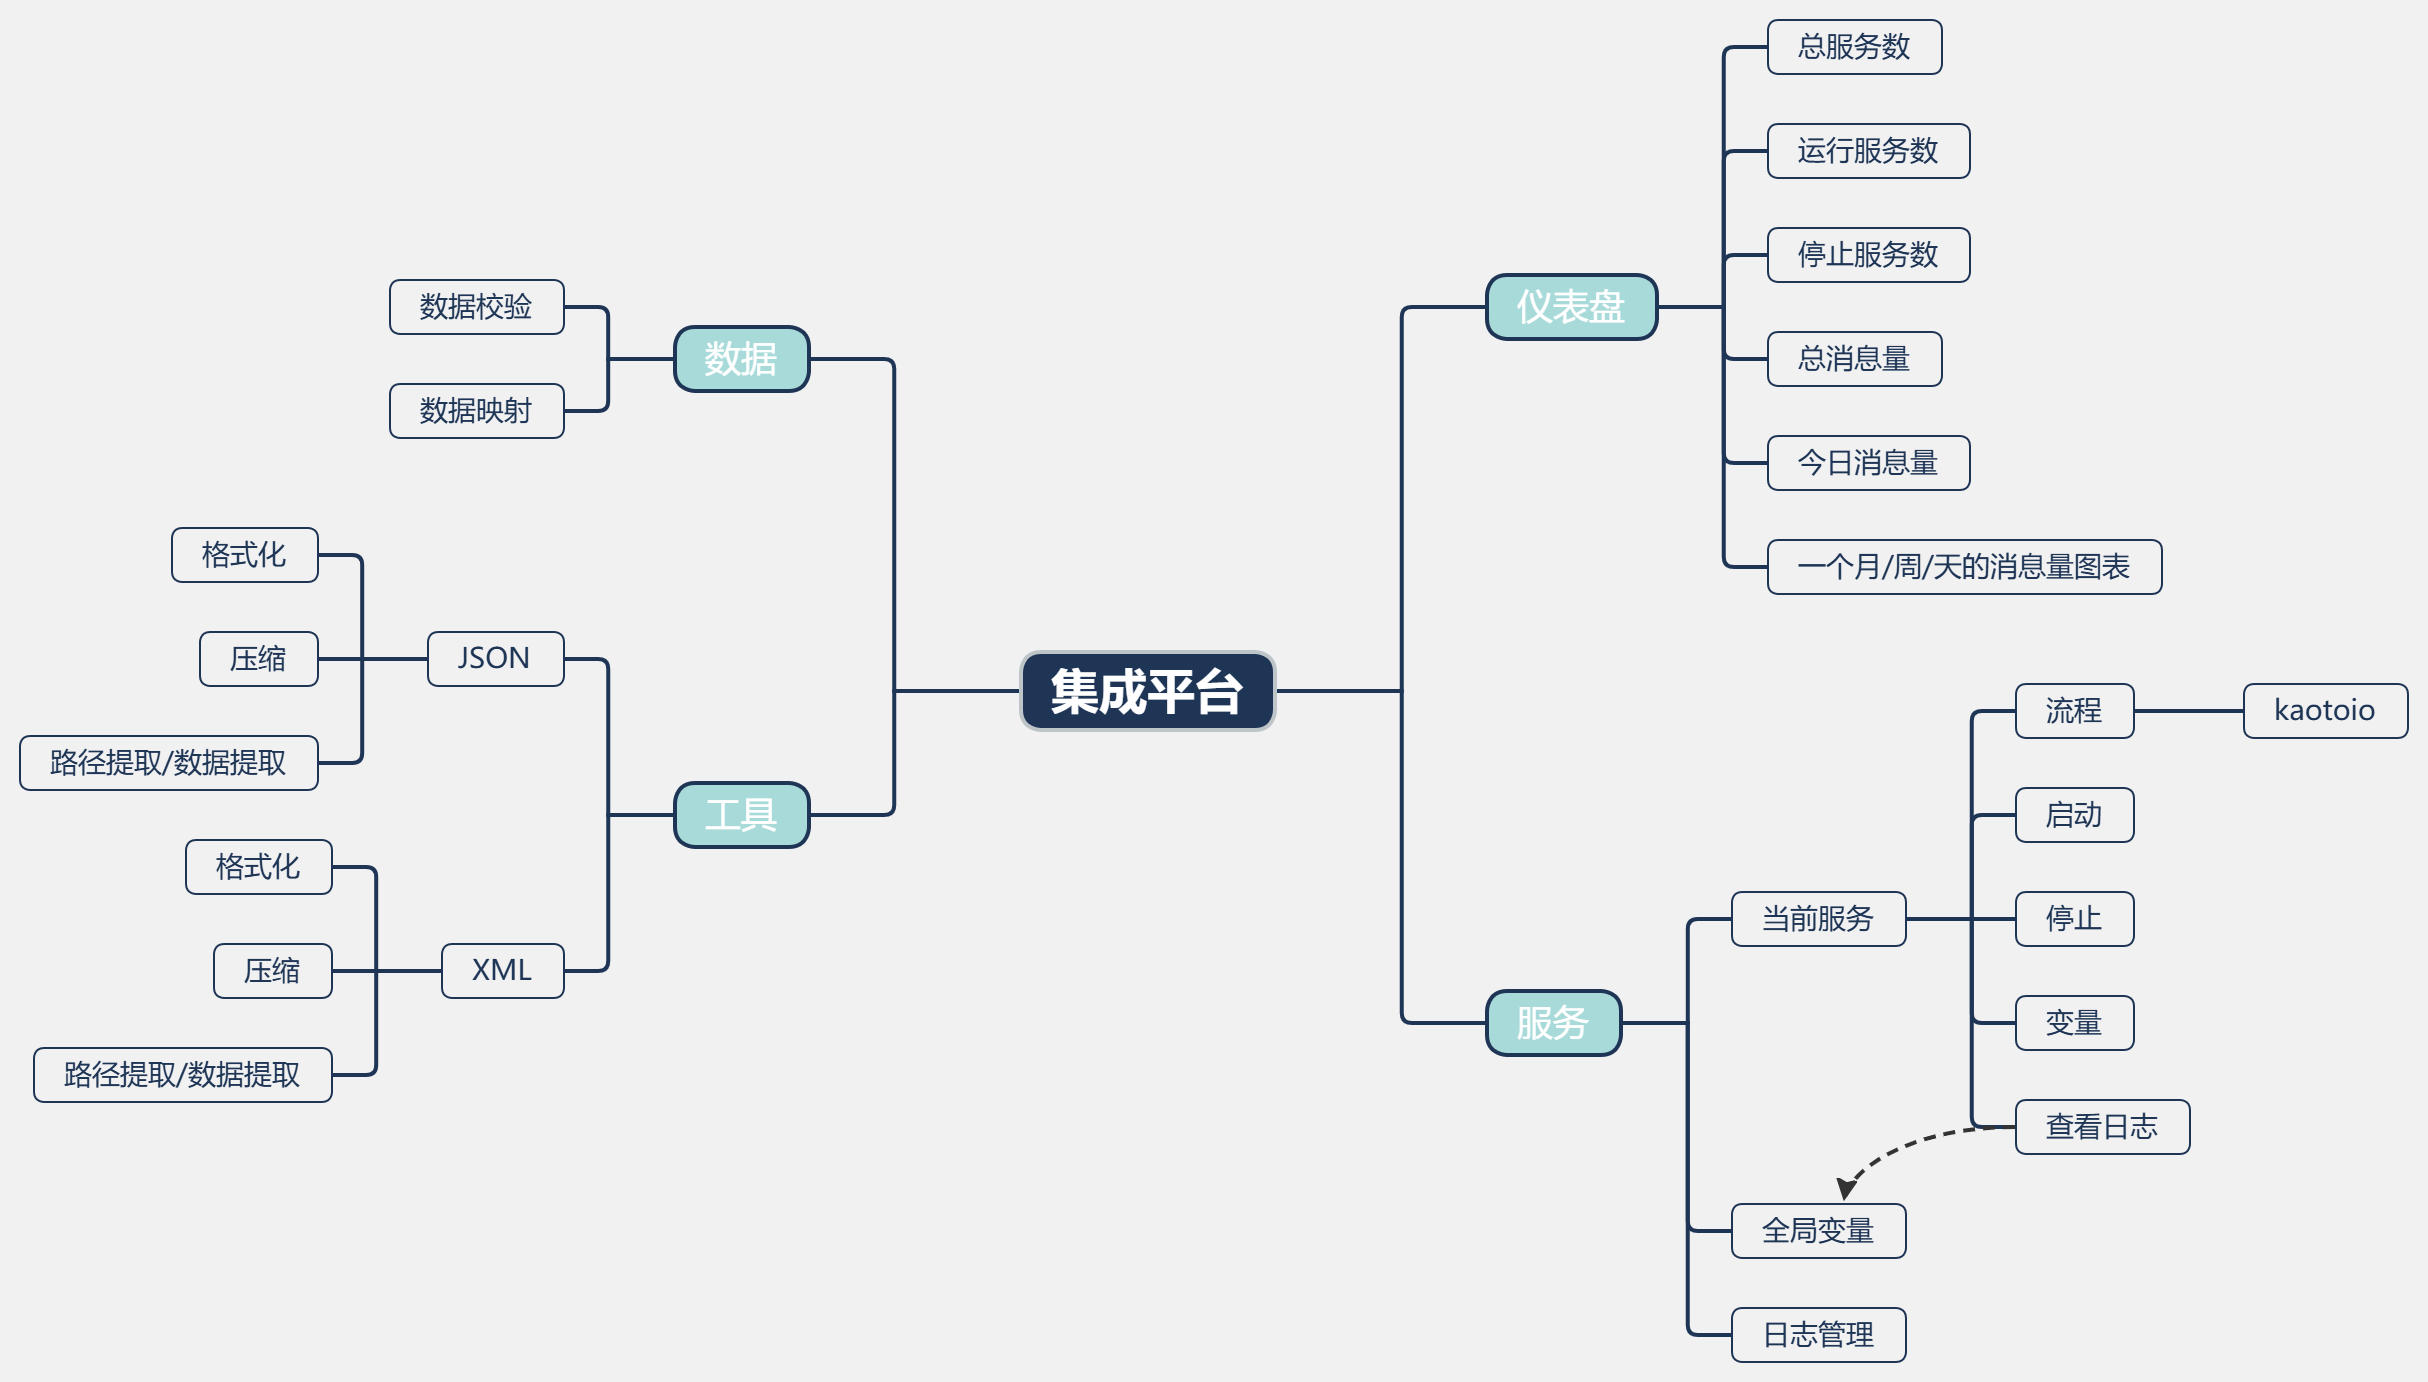 集成平台
仪表盘
总服务数
运行服务数
停止服务数
总消息量
今日消息量
一个月/周/天的消息量图表
服务
当前服务
流程
kaotoio
启动
停止
变量
查看日志
全局变量
日志管理
数据
数据校验
数据映射
工具
JSON
格式化
压缩
路径提取/数据提取
XML
格式化
压缩
路径提取/数据提取